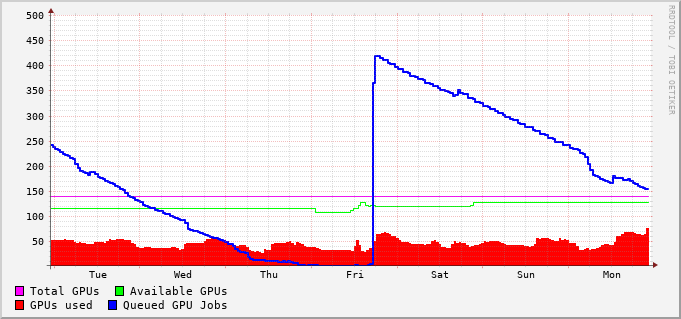 500
450
400
350
300
250
200
150
100
50
Tue Wed Thu Fri Sat Sun Mon
Total GPUs Available GPUs
GPUs used Queued GPU Jobs
RRDTOOL / TOBI OETIKER